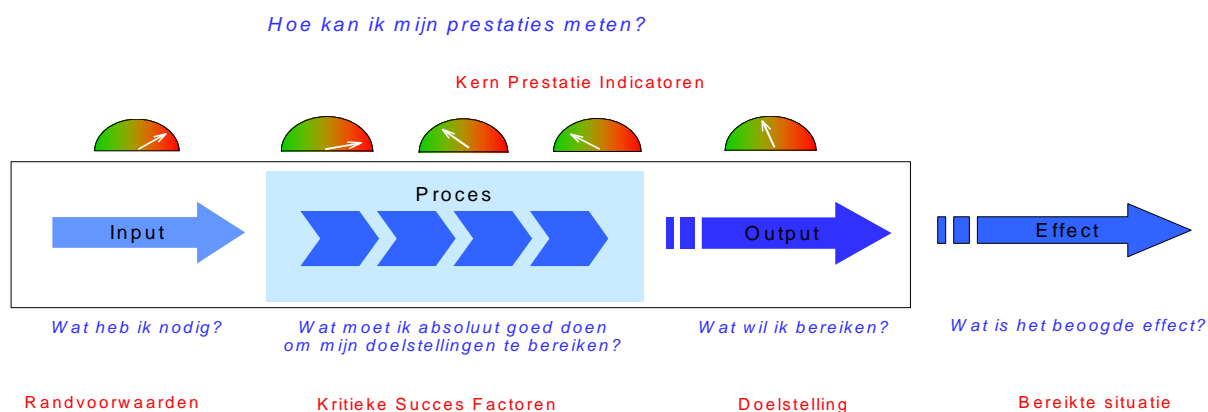 Hoe kan ik mijn prestaties meten?
Kern Prestatie Indicatoren
Proces
Input
Output
Effect
Wat heb ik nodig?
Wat moet ik absoluut goed doen
om mijn doelstellingen te bereiken?
Wat wil ik bereiken?
Wat is het beoogde effect?
Randvoorwaarden
Kritieke Succes Factoren
Doelstelling
Bereikte situatie